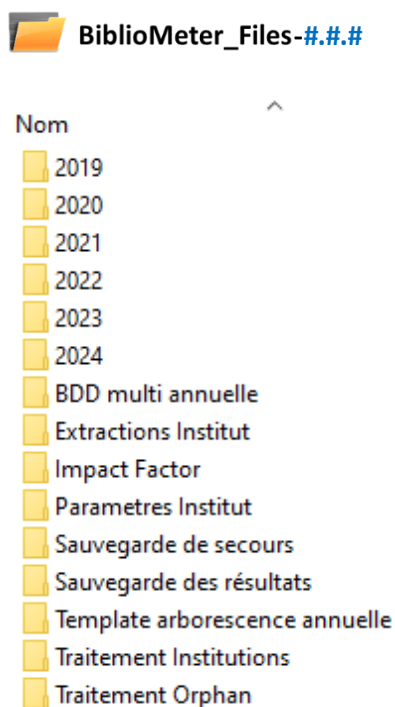 BiblioMeter_Files-#.#.#
Nom
2019
2020
2021
2022
2023
2024
BDD multi annuelle
Extractions Institut
Impact Factor
Parametres Institut
Sauvegarde de secours
Sauvegarde des résultats
Template arborescence annuelle
Traitement Institutions
Traitement Orphan